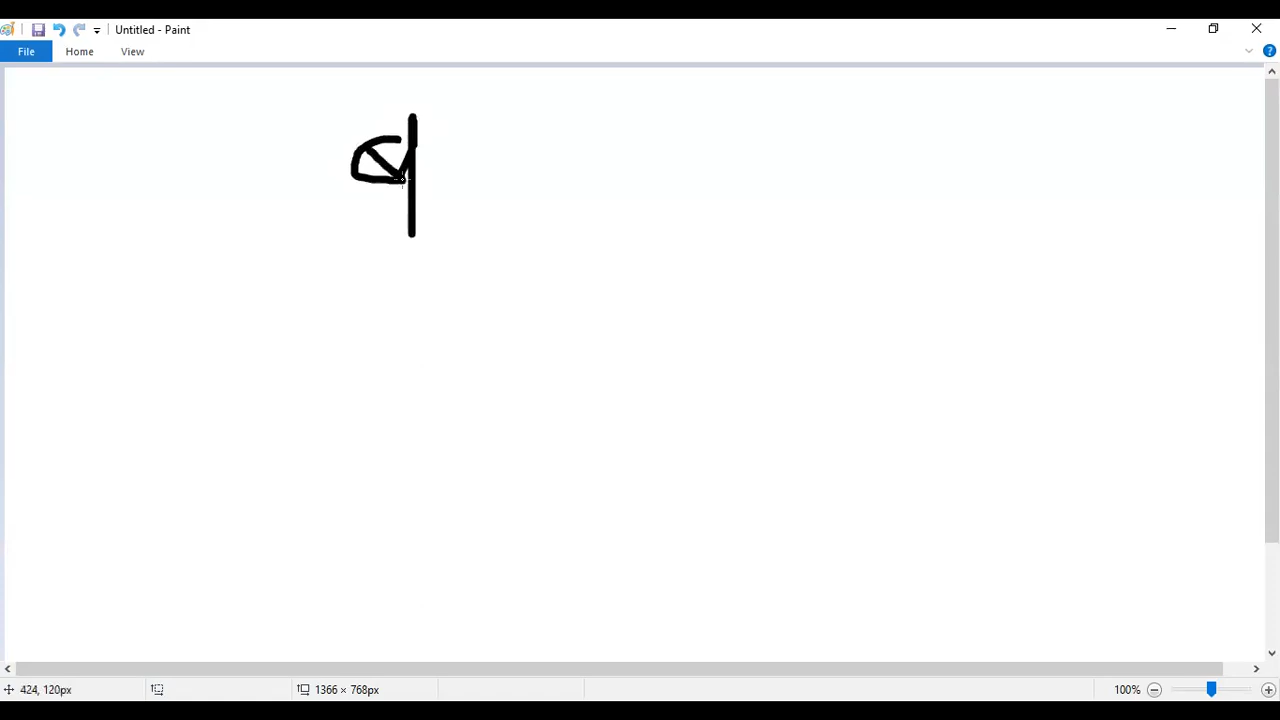 Untitled - Paint
File Home View
424, 120px 1366 × 768px 100%